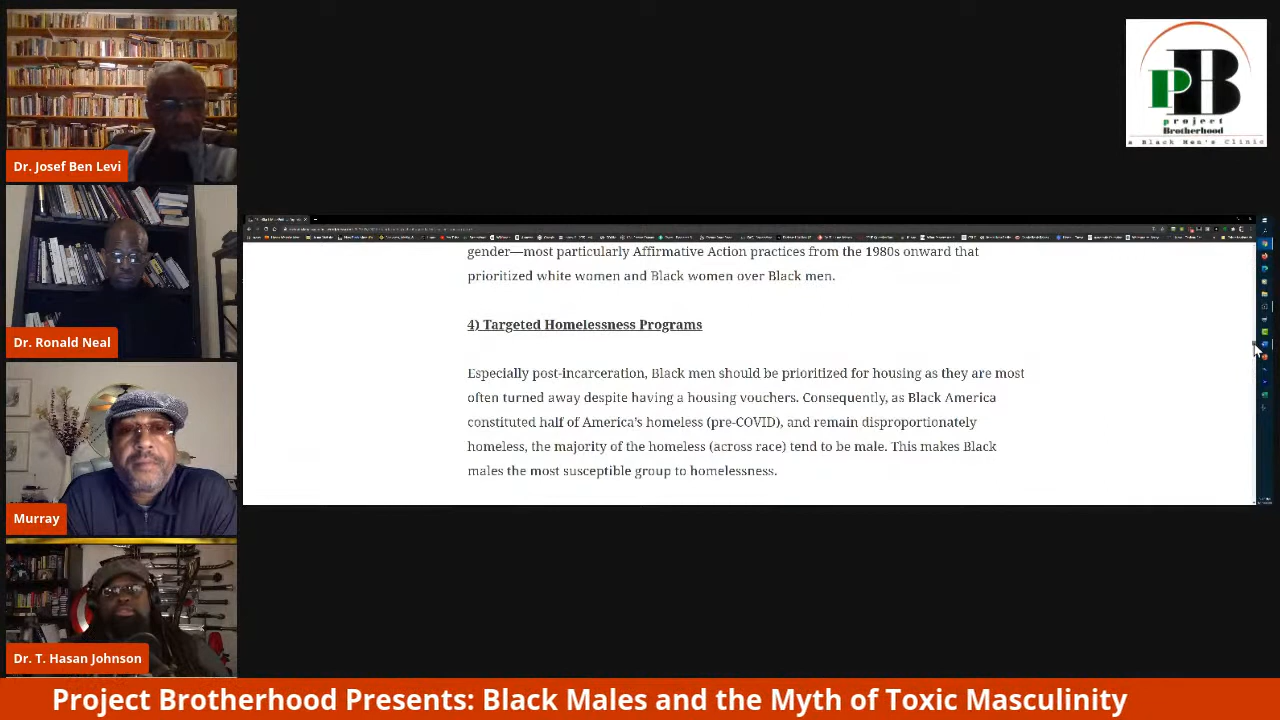 Dr. Josef Ben Levi
Dr. Ronald Neal
Murray
Dr. T. Hasan Johnson
PB
project
Brotherhood
a Black Men's Clinic
gender—most particularly Affirmative Action practices from the 1980s onward that
prioritized white women and Black women over Black men.
4) Targeted Homelessness Programs
Especially post-incarceration, Black men should be prioritized for housing as they are most
often turned away despite having a housing vouchers. Consequently, as Black America
constituted half of America's homeless (pre-COVID), and remain disproportionately
homeless, the majority of the homeless (across race) tend to be male. This makes Black
males the most susceptible group to homelessness.
Project Brotherhood Presents: Black Males and the Myth of Toxic Masculinity